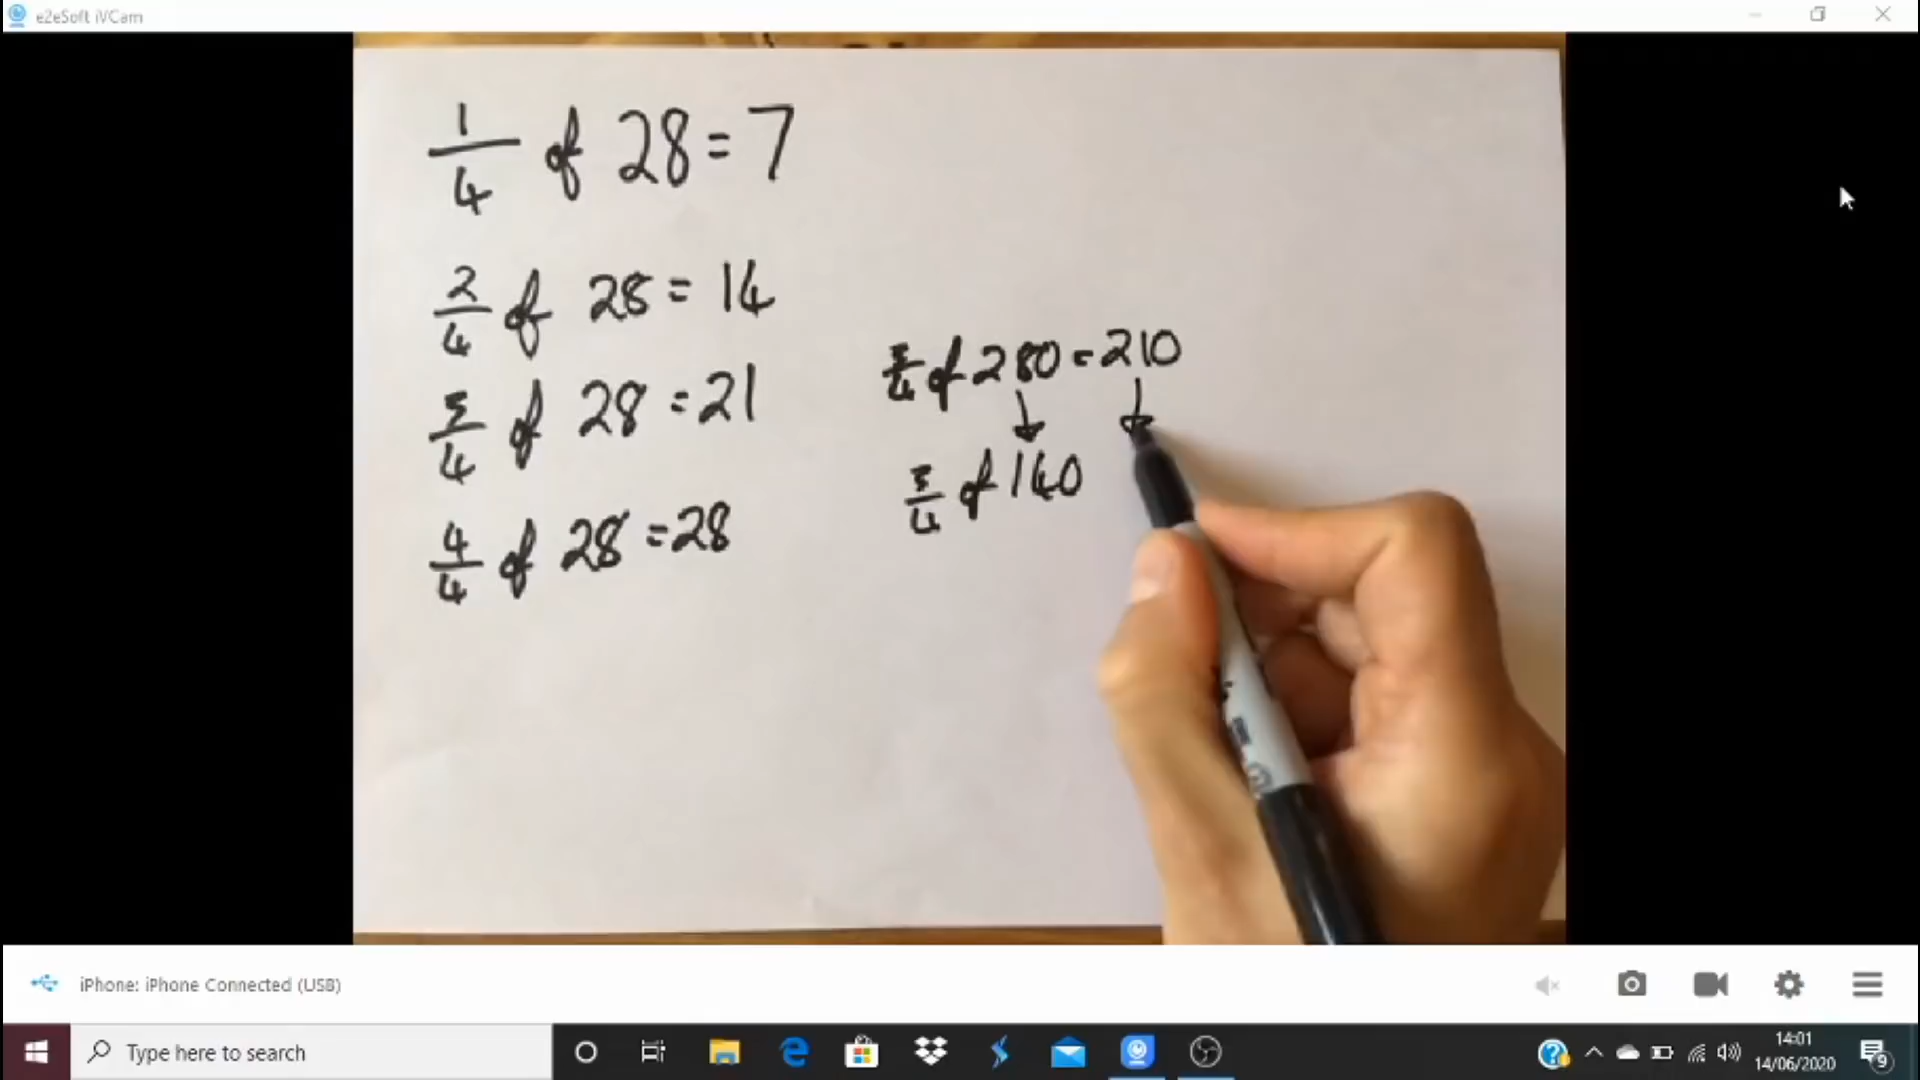 e2eSoft iVCam
1/4 of 28 = 7
2/4 of 28 = 14
3/4 of 28 = 21
4/4 of 28 = 28
3/4 of 280 = 210
3/4 of 140
iPhone: iPhone Connected (USB)
Type here to search
14:01
14/06/2020
9